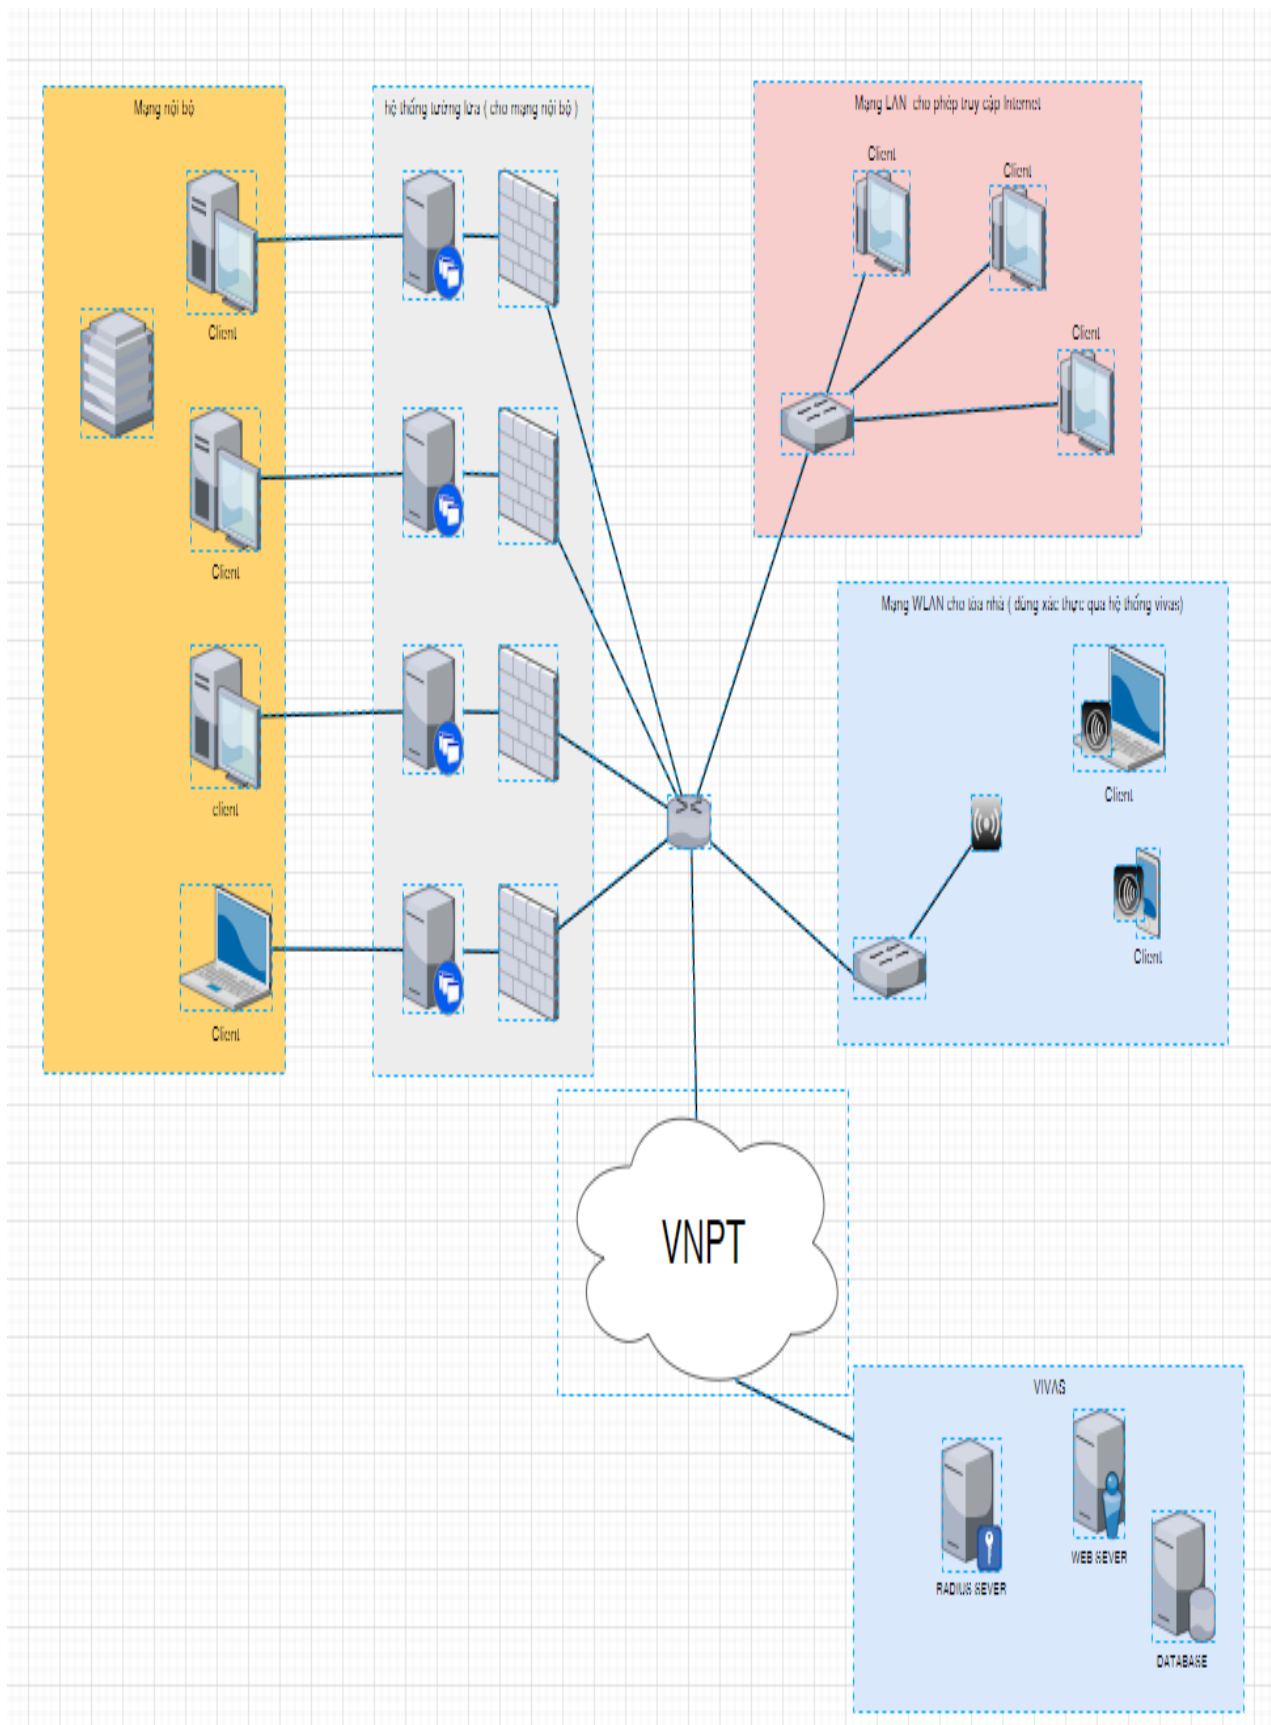 Mạng nội bộ
hệ thống tường lửa ( cho mạng nội bộ )
Mạng LAN cho phép truy cập Internet
Client
Client
Client
Client
Client
client
Client
Mạng WLAN cho tòa nhà ( dùng xác thực qua hệ thống vivas)
Client
Client
VNPT
VIVAS
RADIUS SEVER
WEB SEVER
DATABASE